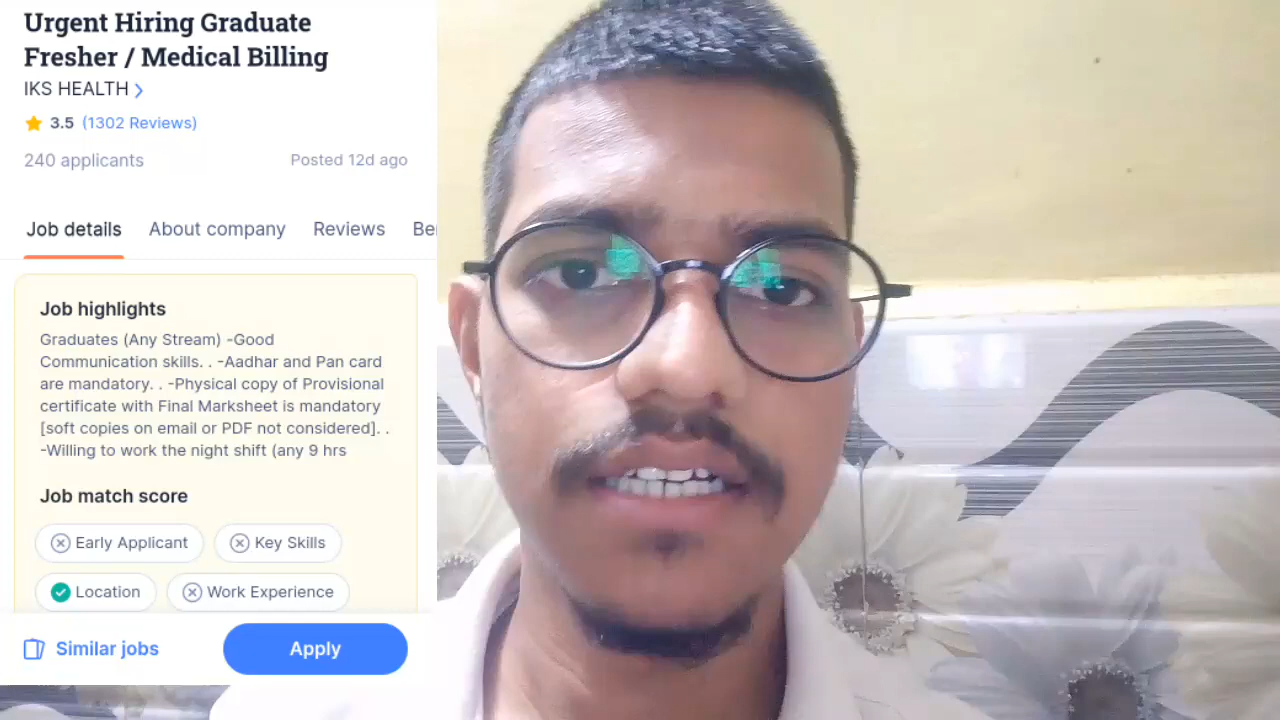 Urgent Hiring Graduate
Fresher / Medical Billing
IKS HEALTH
3.5 (1302 Reviews)
240 applicants Posted 12d ago
Job details About company Reviews Be
Job highlights
Graduates (Any Stream) -Good
Communication skills. . -Aadhar and Pan card
are mandatory. . -Physical copy of Provisional
certificate with Final Marksheet is mandatory
[soft copies on email or PDF not considered]. .
-Willing to work the night shift (any 9 hrs
Job match score
Early Applicant Key Skills
Location Work Experience
Similar jobs Apply